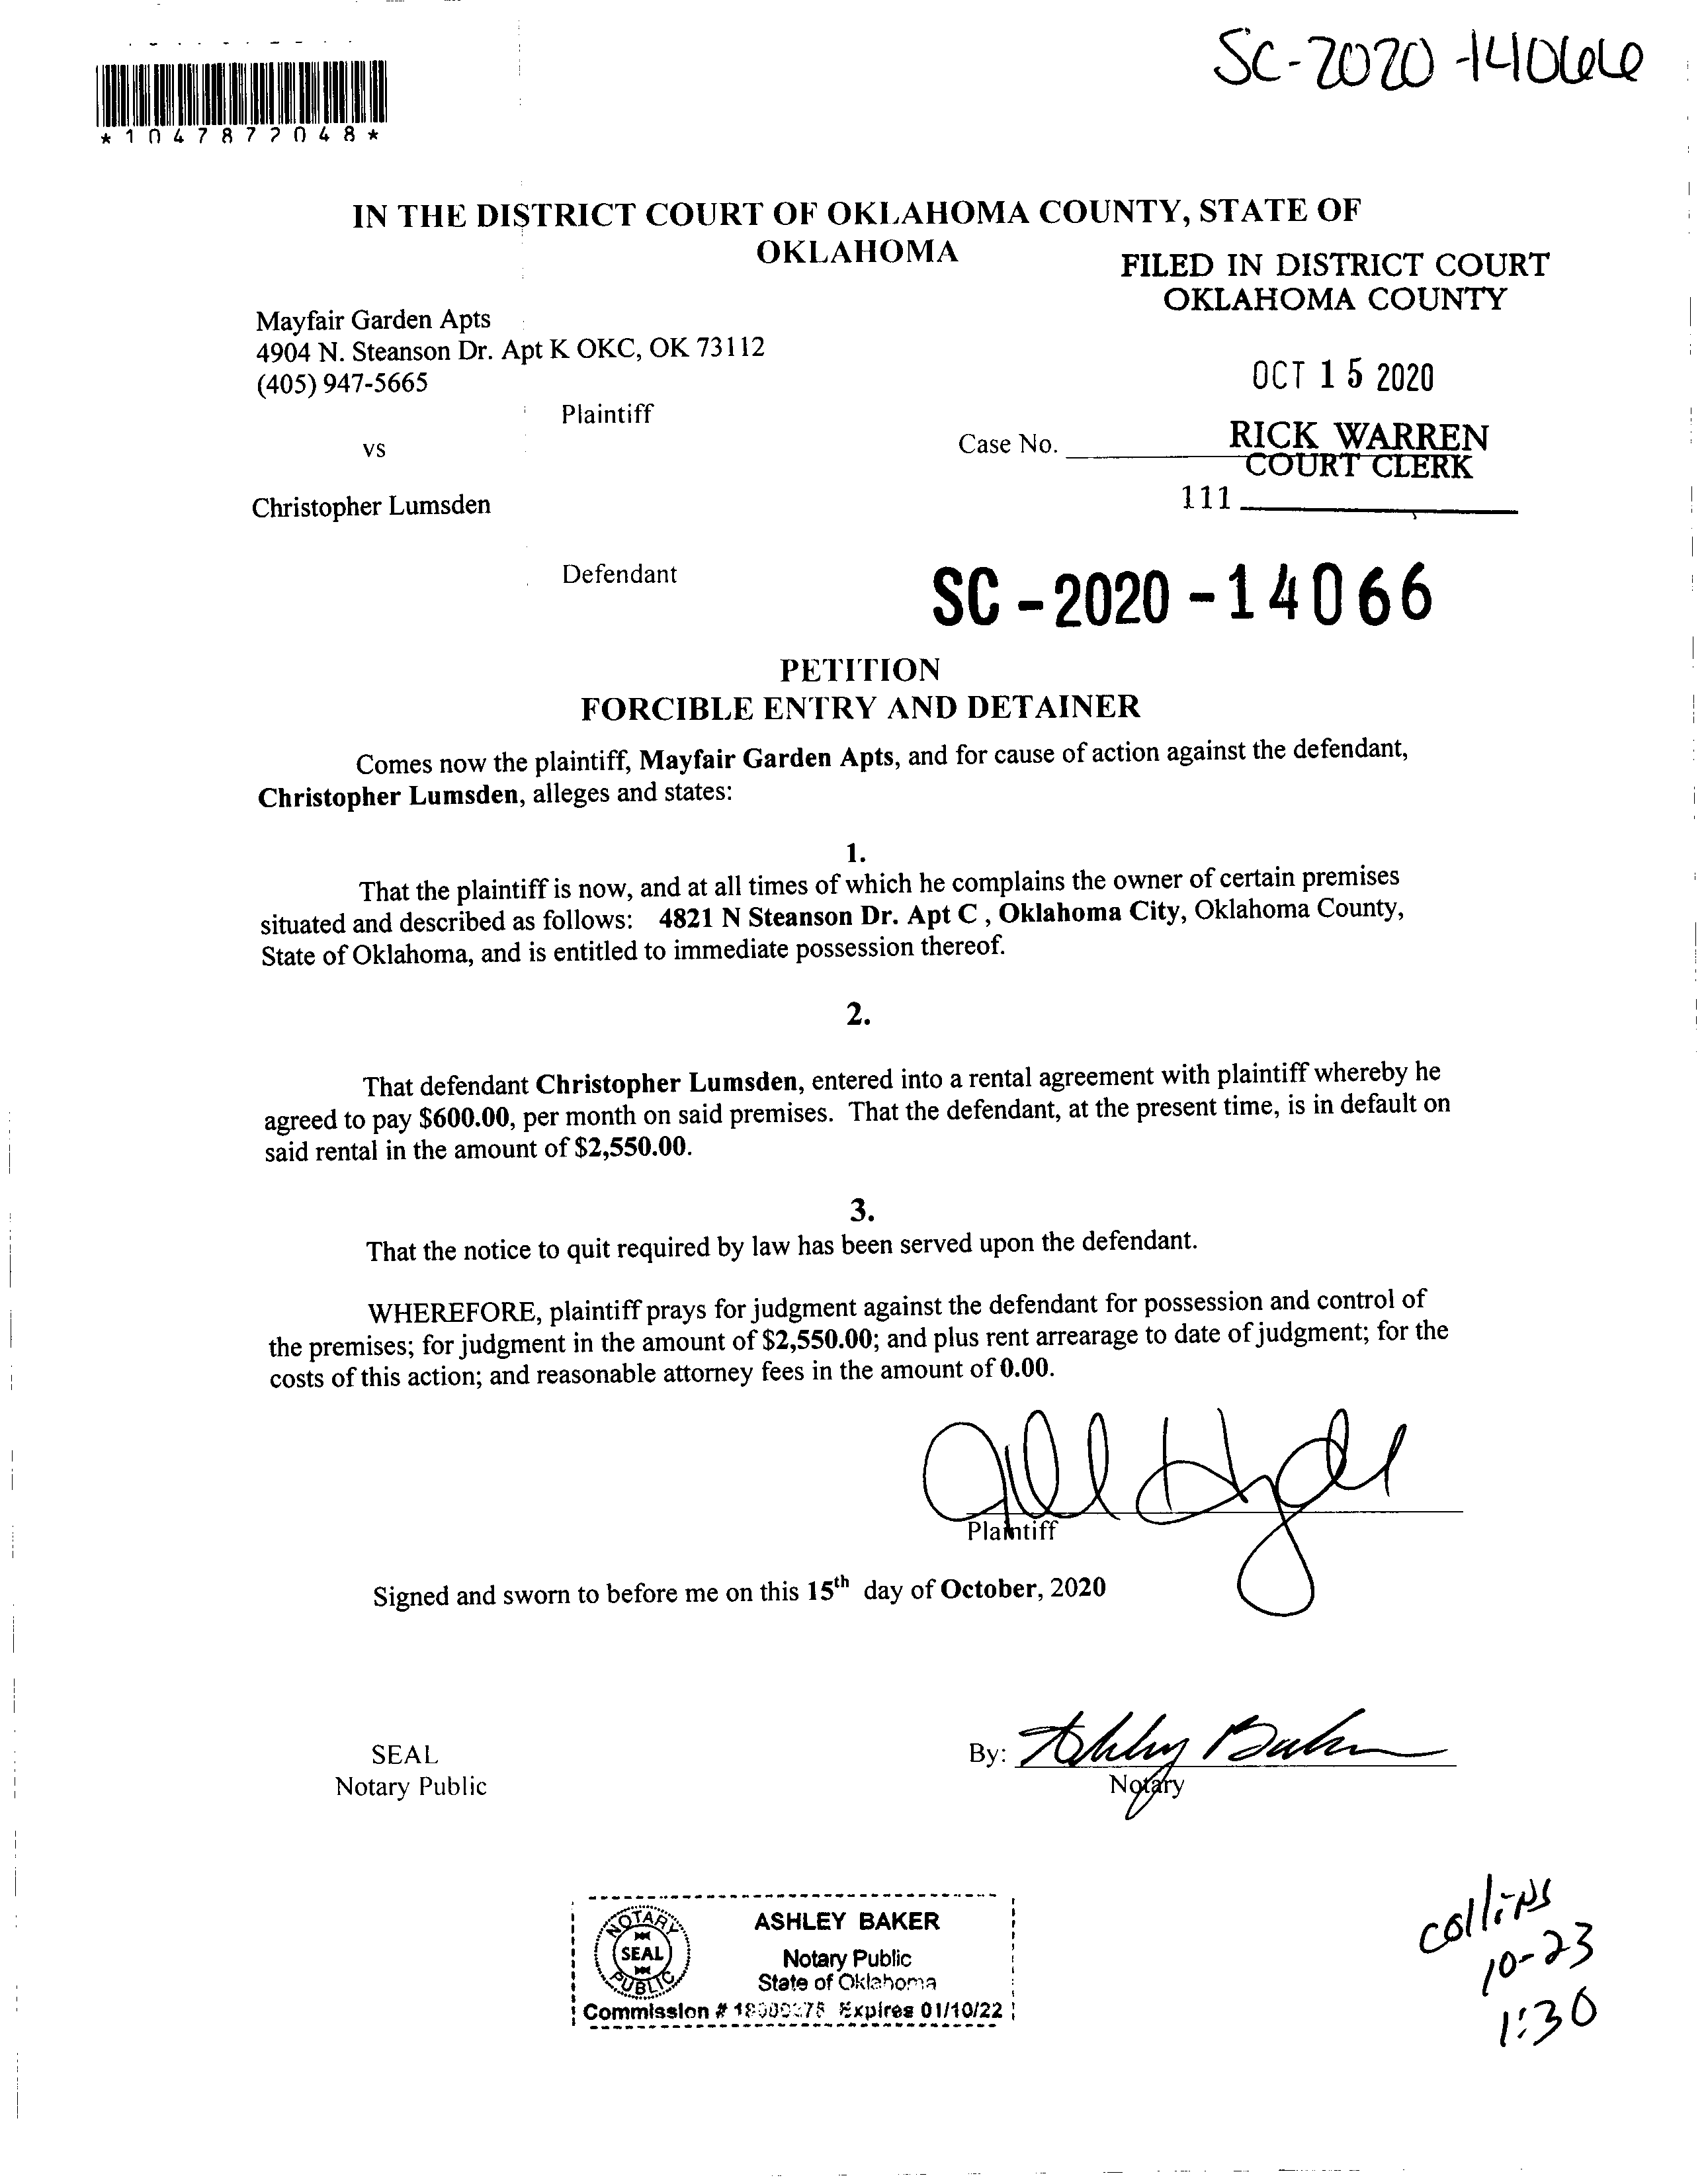 SC-2020-14066
*1047872048*
IN THE DISTRICT COURT OF OKLAHOMA COUNTY, STATE OF
OKLAHOMA
FILED IN DISTRICT COURT
OKLAHOMA COUNTY
Mayfair Garden Apts
4904 N. Steanson Dr. Apt K OKC, OK 73112
(405) 947-5665
OCT 15 2020
Plaintiff
vs
Case No.
RICK WARREN
COURT CLERK
111
Christopher Lumsden
Defendant
SC-2020-14066
PETITION
FORCIBLE ENTRY AND DETAINER
Comes now the plaintiff, Mayfair Garden Apts, and for cause of action against the defendant,
Christopher Lumsden, alleges and states:
1.
That the plaintiff is now, and at all times of which he complains the owner of certain premises
situated and described as follows: 4821 N Steanson Dr. Apt C , Oklahoma City, Oklahoma County,
State of Oklahoma, and is entitled to immediate possession thereof.
2.
That defendant Christopher Lumsden, entered into a rental agreement with plaintiff whereby he
agreed to pay $600.00, per month on said premises. That the defendant, at the present time, is in default on
said rental in the amount of $2,550.00.
3.
That the notice to quit required by law has been served upon the defendant.
WHEREFORE, plaintiff prays for judgment against the defendant for possession and control of
the premises; for judgment in the amount of $2,550.00; and plus rent arrearage to date of judgment; for the
costs of this action; and reasonable attorney fees in the amount of 0.00.
Jill Hyde
Plaintiff
Signed and sworn to before me on this 15th day of October, 2020
SEAL
Notary Public
By: Ashley Baker
Notary
NOTARY
SEAL
PUBLIC
ASHLEY BAKER
Notary Public
State of Oklahoma
Commission # Expires 01/10/22
collins
10-23
1:30